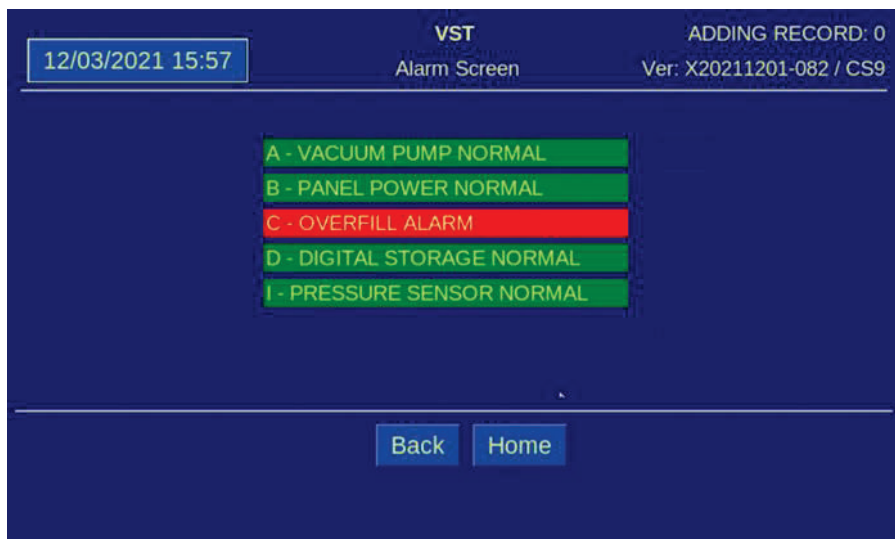 12/03/2021 15:57
VST
Alarm Screen
ADDING RECORD: 0
Ver: X20211201-082 / CS9
A - VACUUM PUMP NORMAL
B - PANEL POWER NORMAL
C - OVERFILL ALARM
D - DIGITAL STORAGE NORMAL
I - PRESSURE SENSOR NORMAL
Back
Home